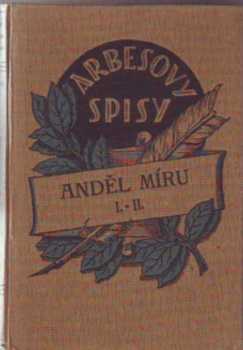 ARBESOVY
SPISY
ANDĚL MÍRU
I.-II.